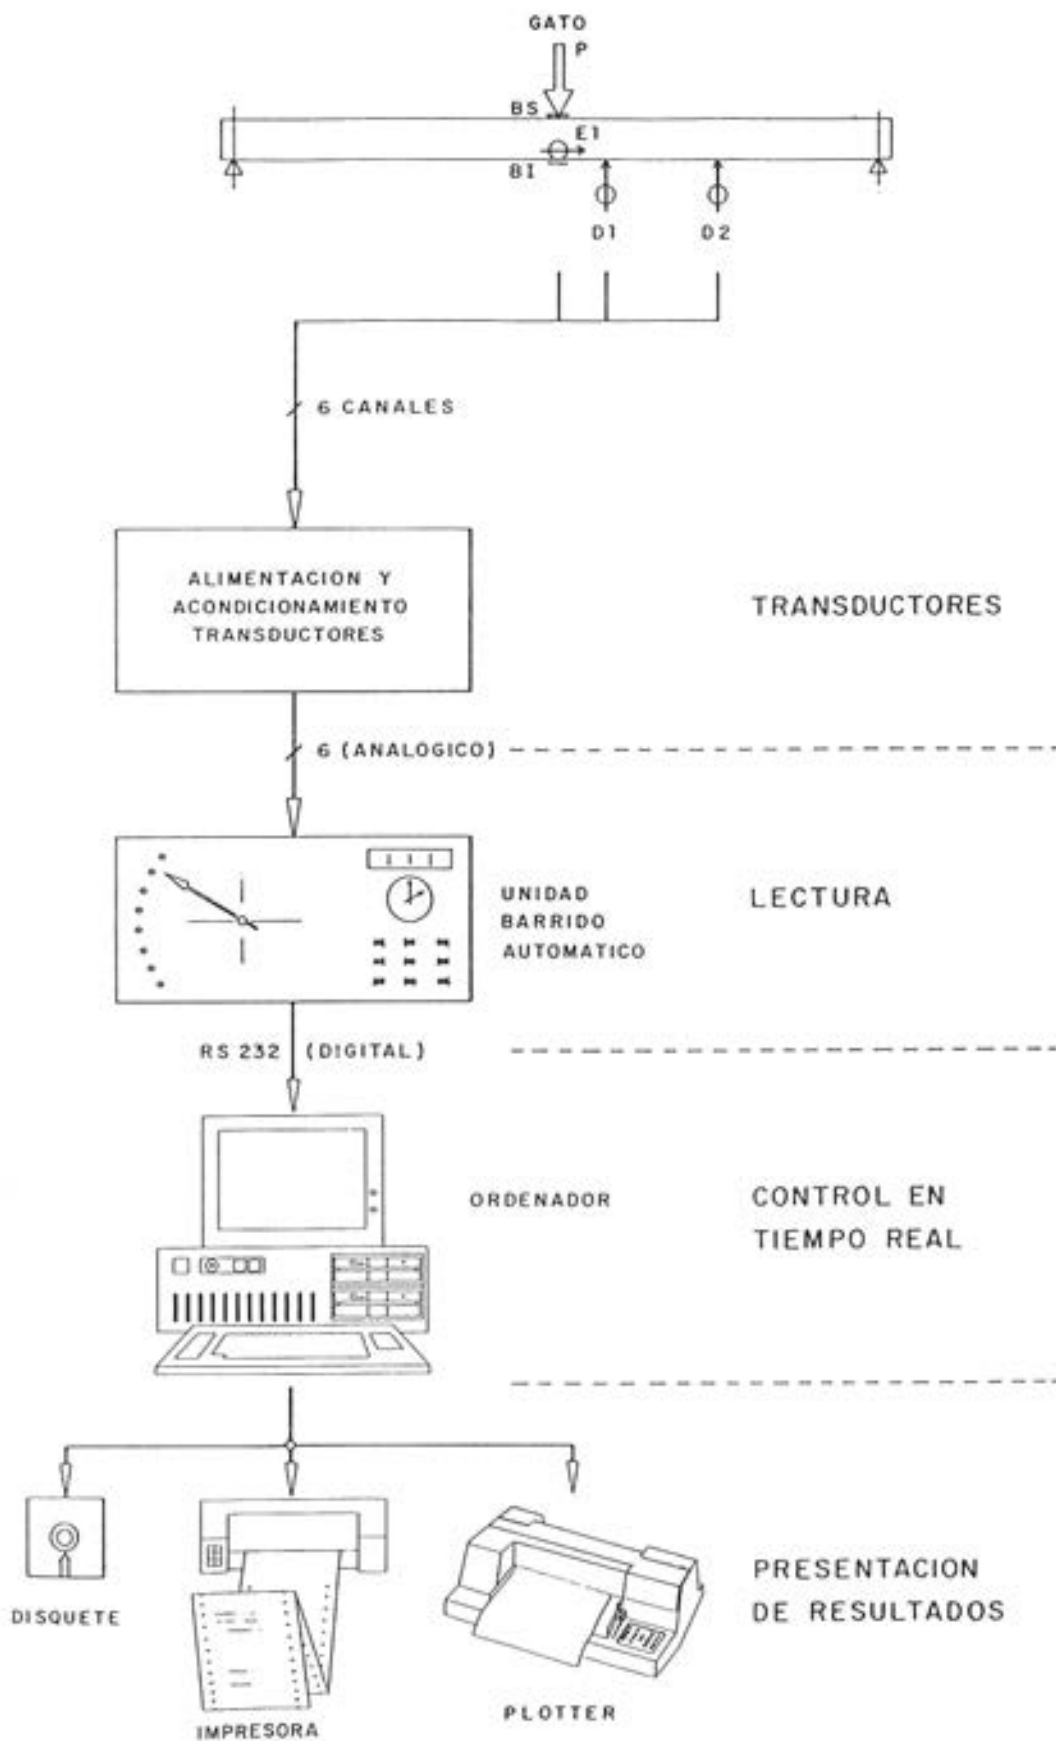 GATO
P
BS
E1
BI
D1
D2
6 CANALES
ALIMENTACION Y
ACONDICIONAMIENTO
TRANSDUCTORES
TRANSDUCTORES
6 (ANALOGICO)
UNIDAD
BARRIDO
AUTOMATICO
LECTURA
RS 232 (DIGITAL)
ORDENADOR
CONTROL EN
TIEMPO REAL
DISQUETE
IMPRESORA
PLOTTER
PRESENTACION
DE RESULTADOS